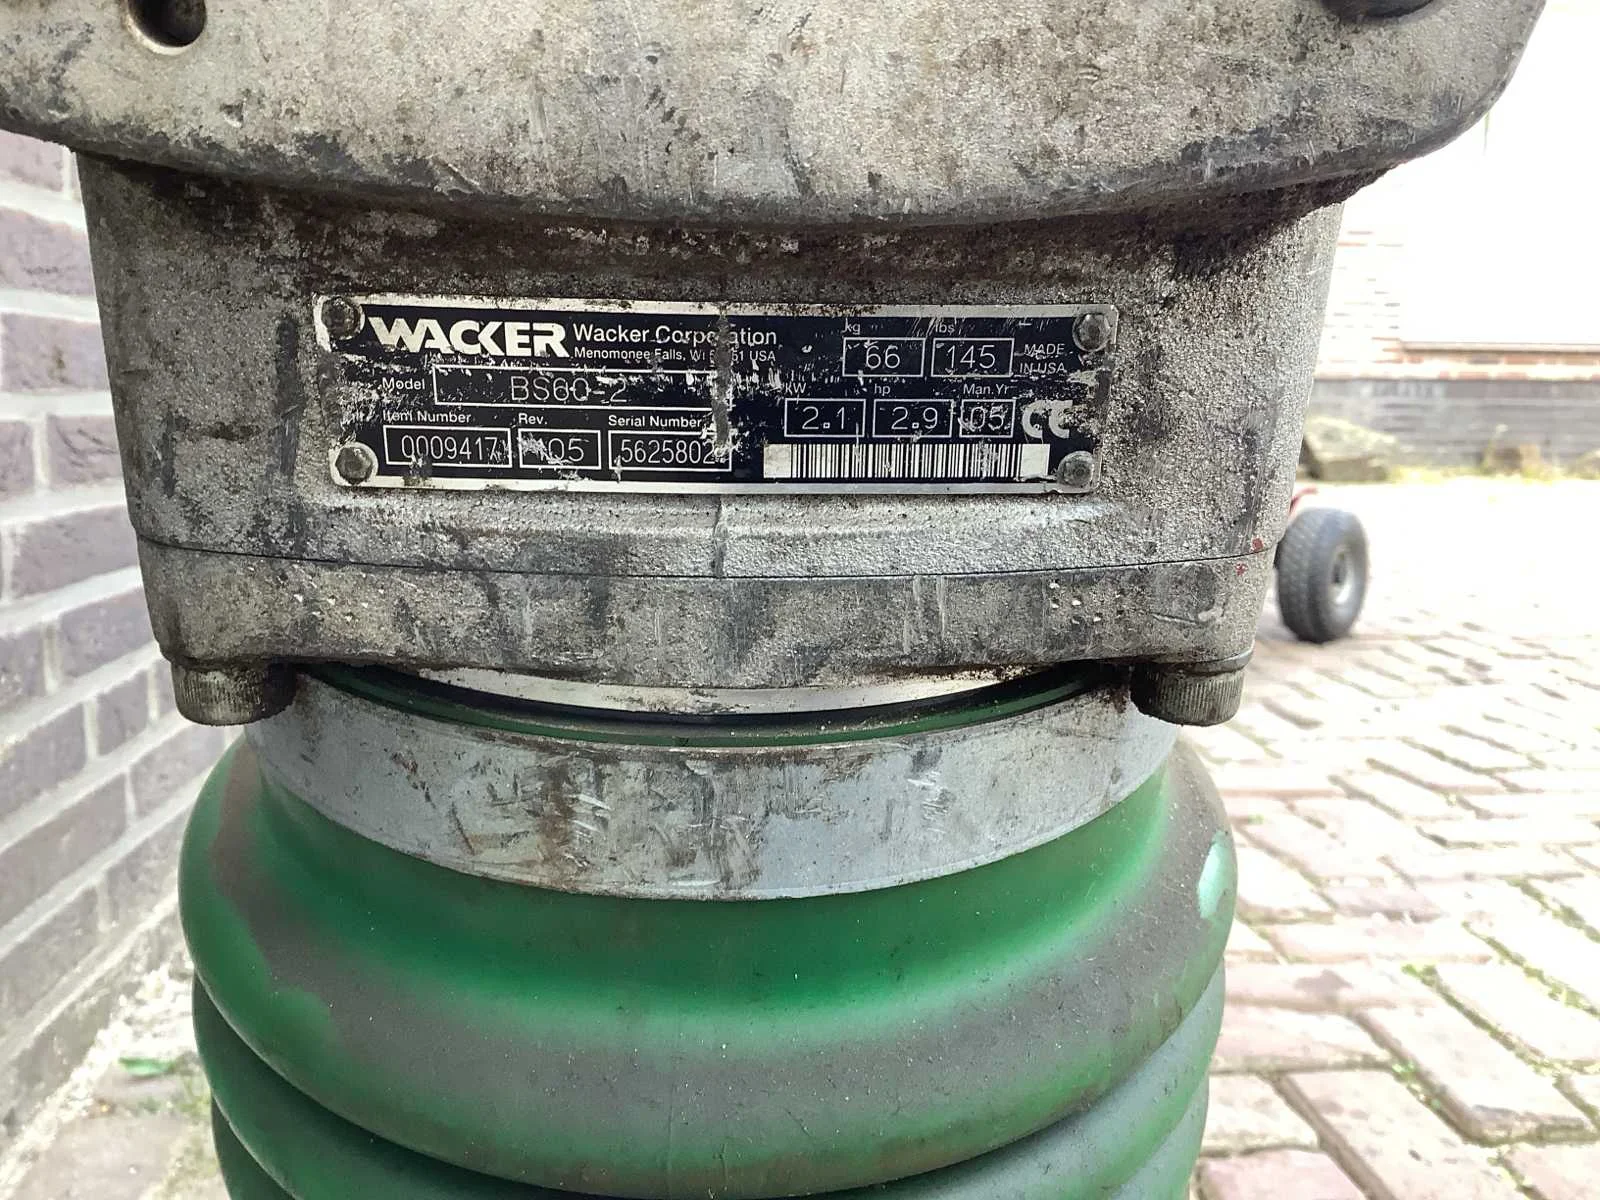 WACKER Wacker Corporation
Menomonee Falls, WI USA
kg lbs
66 145 MADE IN USA
Model BS60-2
KW hp Man.Yr
2.1 2.9 05 CE
Item Number Rev. Serial Number
0009417 105 5625802